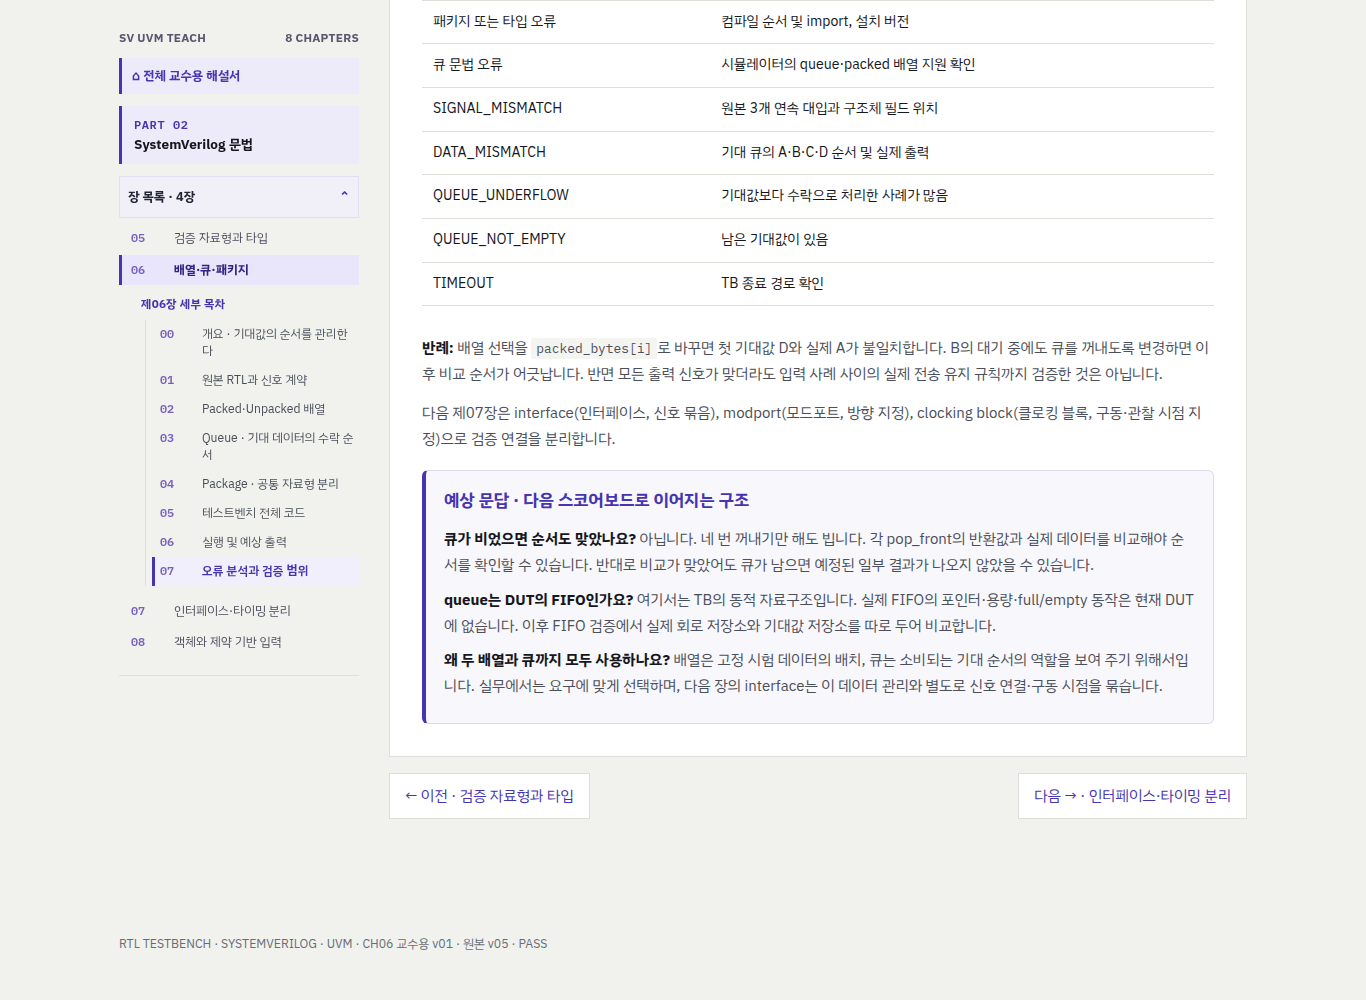 SV UVM TEACH
8 CHAPTERS
⌂ 전체 교수용 해설서
PART 02
SystemVerilog 문법
장 목록 · 4장
05 검증 자료형과 타입
06 배열·큐·패키지
제06장 세부 목차
00 개요 · 기대값의 순서를 관리한
다
01 원본 RTL과 신호 계약
02 Packed·Unpacked 배열
03 Queue · 기대 데이터의 수락 순
서
04 Package · 공통 자료형 분리
05 테스트벤치 전체 코드
06 실행 및 예상 출력
07 오류 분석과 검증 범위
07 인터페이스·타이밍 분리
08 객체와 제약 기반 입력
패키지 또는 타입 오류 컴파일 순서 및 import, 설치 버전
큐 문법 오류 시뮬레이터의 queue·packed 배열 지원 확인
SIGNAL_MISMATCH 원본 3개 연속 대입과 구조체 필드 위치
DATA_MISMATCH 기대 큐의 A·B·C·D 순서 및 실제 출력
QUEUE_UNDERFLOW 기대값보다 수락으로 처리한 사례가 많음
QUEUE_NOT_EMPTY 남은 기대값이 있음
TIMEOUT TB 종료 경로 확인
반례: 배열 선택을 packed_bytes[i]로 바꾸면 첫 기대값 D와 실제 A가 불일치합니다. B의 대기 중에도 큐를 꺼내도록 변경하면 이
후 비교 순서가 어긋납니다. 반면 모든 출력 신호가 맞더라도 입력 사례 사이의 실제 전송 유지 규칙까지 검증한 것은 아닙니다.
다음 제07장은 interface(인터페이스, 신호 묶음), modport(모드포트, 방향 지정), clocking block(클로킹 블록, 구동·관찰 시점 지
정)으로 검증 연결을 분리합니다.
예상 문답 · 다음 스코어보드로 이어지는 구조
큐가 비었으면 순서도 맞았나요? 아닙니다. 네 번 꺼내기만 해도 빕니다. 각 pop_front의 반환값과 실제 데이터를 비교해야 순
서를 확인할 수 있습니다. 반대로 비교가 맞았어도 큐가 남으면 예정된 일부 결과가 나오지 않았을 수 있습니다.
queue는 DUT의 FIFO인가요? 여기서는 TB의 동적 자료구조입니다. 실제 FIFO의 포인터·용량·full/empty 동작은 현재 DUT
에 없습니다. 이후 FIFO 검증에서 실제 회로 저장소와 기대값 저장소를 따로 두어 비교합니다.
왜 두 배열과 큐까지 모두 사용하나요? 배열은 고정 시험 데이터의 배치, 큐는 소비되는 기대 순서의 역할을 보여 주기 위해서입
니다. 실무에서는 요구에 맞게 선택하며, 다음 장의 interface는 이 데이터 관리와 별도로 신호 연결·구동 시점을 묶습니다.
← 이전 · 검증 자료형과 타입
다음 → · 인터페이스·타이밍 분리
RTL TESTBENCH · SYSTEMVERILOG · UVM · CH06 교수용 v01 · 원본 v05 · PASS